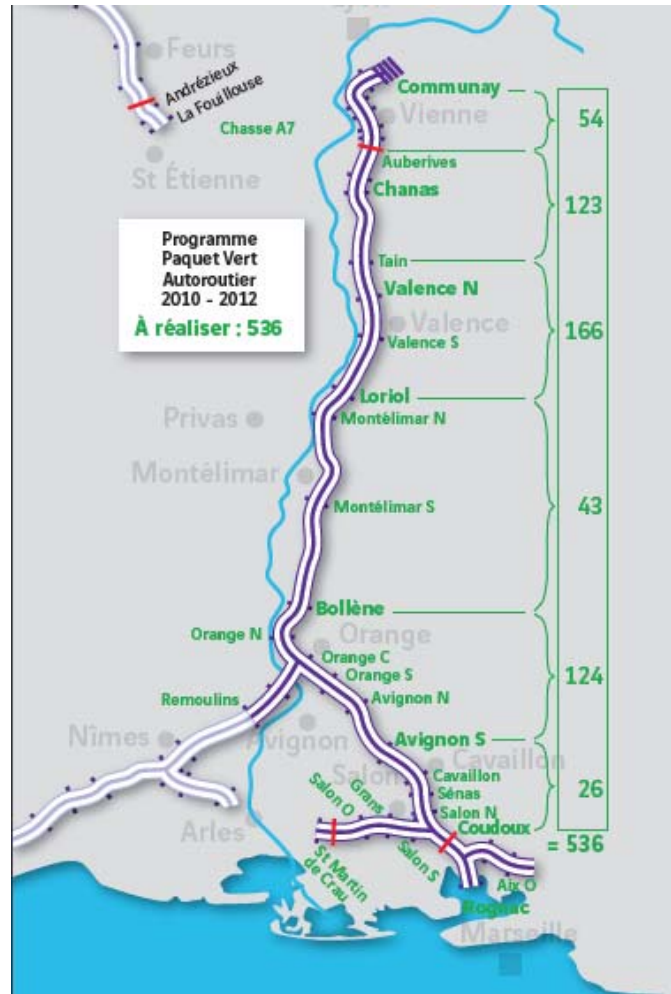 Lyon
Feurs
Andrézieux
La Fouillouse
Chasse A7
St Étienne
Communay
Vienne
54
Auberives
Chanas
123
Programme
Paquet Vert
Autoroutier
2010 - 2012
À réaliser : 536
Tain
Valence N
Valence
166
Valence S
Loriol
Privas
Montélimar N
Montélimar
Montélimar S
43
Bollène
Orange N
Orange
Orange C
Orange S
124
Remoulins
Avignon N
Nîmes
Avignon
Avignon S
Cavaillon
Cavaillon
Salon
Sénas
26
Salon O
Grans
Salon N
Arles
Coudoux
= 536
St Martin
de Crau
Salon S
Aix O
Rognac
Marseille